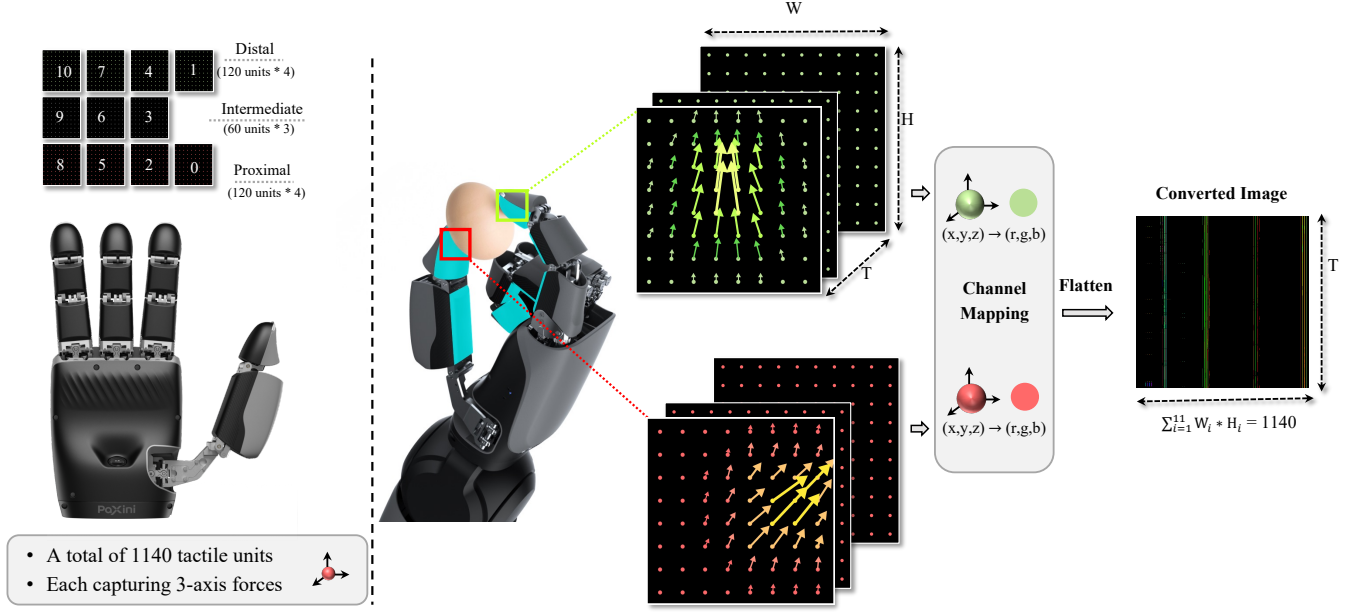 10 7 4 1
Distal
(120 units * 4)
9 6 3
Intermediate
(60 units * 3)
8 5 2 0
Proximal
(120 units * 4)
PaXini
• A total of 1140 tactile units
• Each capturing 3-axis forces
W
H
T
(x,y,z) → (r,g,b)
Channel
Mapping
(x,y,z) → (r,g,b)
Flatten
Converted Image
T
∑¹¹ᵢ₌₁ Wᵢ * Hᵢ = 1140